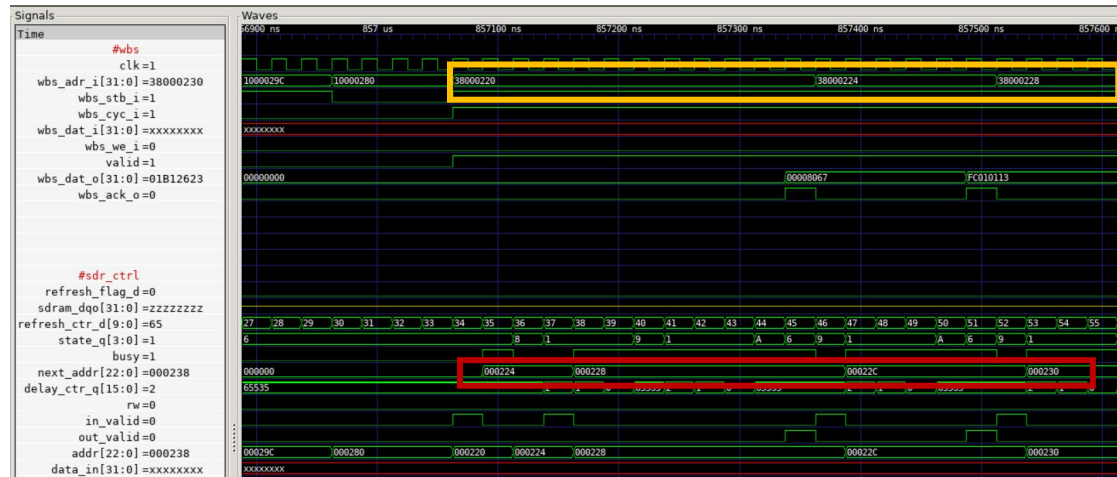 Signals
Waves
Time
56900 ns 857 us 857100 ns 857200 ns 857300 ns 857400 ns 857500 ns 857600 n
#wbs
clk=1
wbs_adr_i[31:0]=38000230 1000029C 10000280 38000220 38000224 38000228
wbs_stb_i=1
wbs_cyc_i=1
wbs_dat_i[31:0]=xxxxxxxx xxxxxxxx
wbs_we_i=0
valid=1
wbs_dat_o[31:0]=01B12623 00000000 00008067 FC010113
wbs_ack_o=0
#sdr_ctrl
refresh_flag_d=0
sdram_dqo[31:0]=zzzzzzzz
refresh_ctr_d[9:0]=65 27 28 29 30 31 32 33 34 35 36 37 38 39 40 41 42 43 44 45 46 47 48 49 50 51 52 53 54 55
state_q[3:0]=1 6 8 1 9 1 A 6 9 1 A 6 9 1
busy=1
next_addr[22:0]=000238 000000 000224 000228 00022C 000230
delay_ctr_q[15:0]=2 65535
rw=0
in_valid=0
out_valid=0
addr[22:0]=000238 00029C 000280 000220 000224 000228 00022C 000230
data_in[31:0]=xxxxxxxx xxxxxxxx